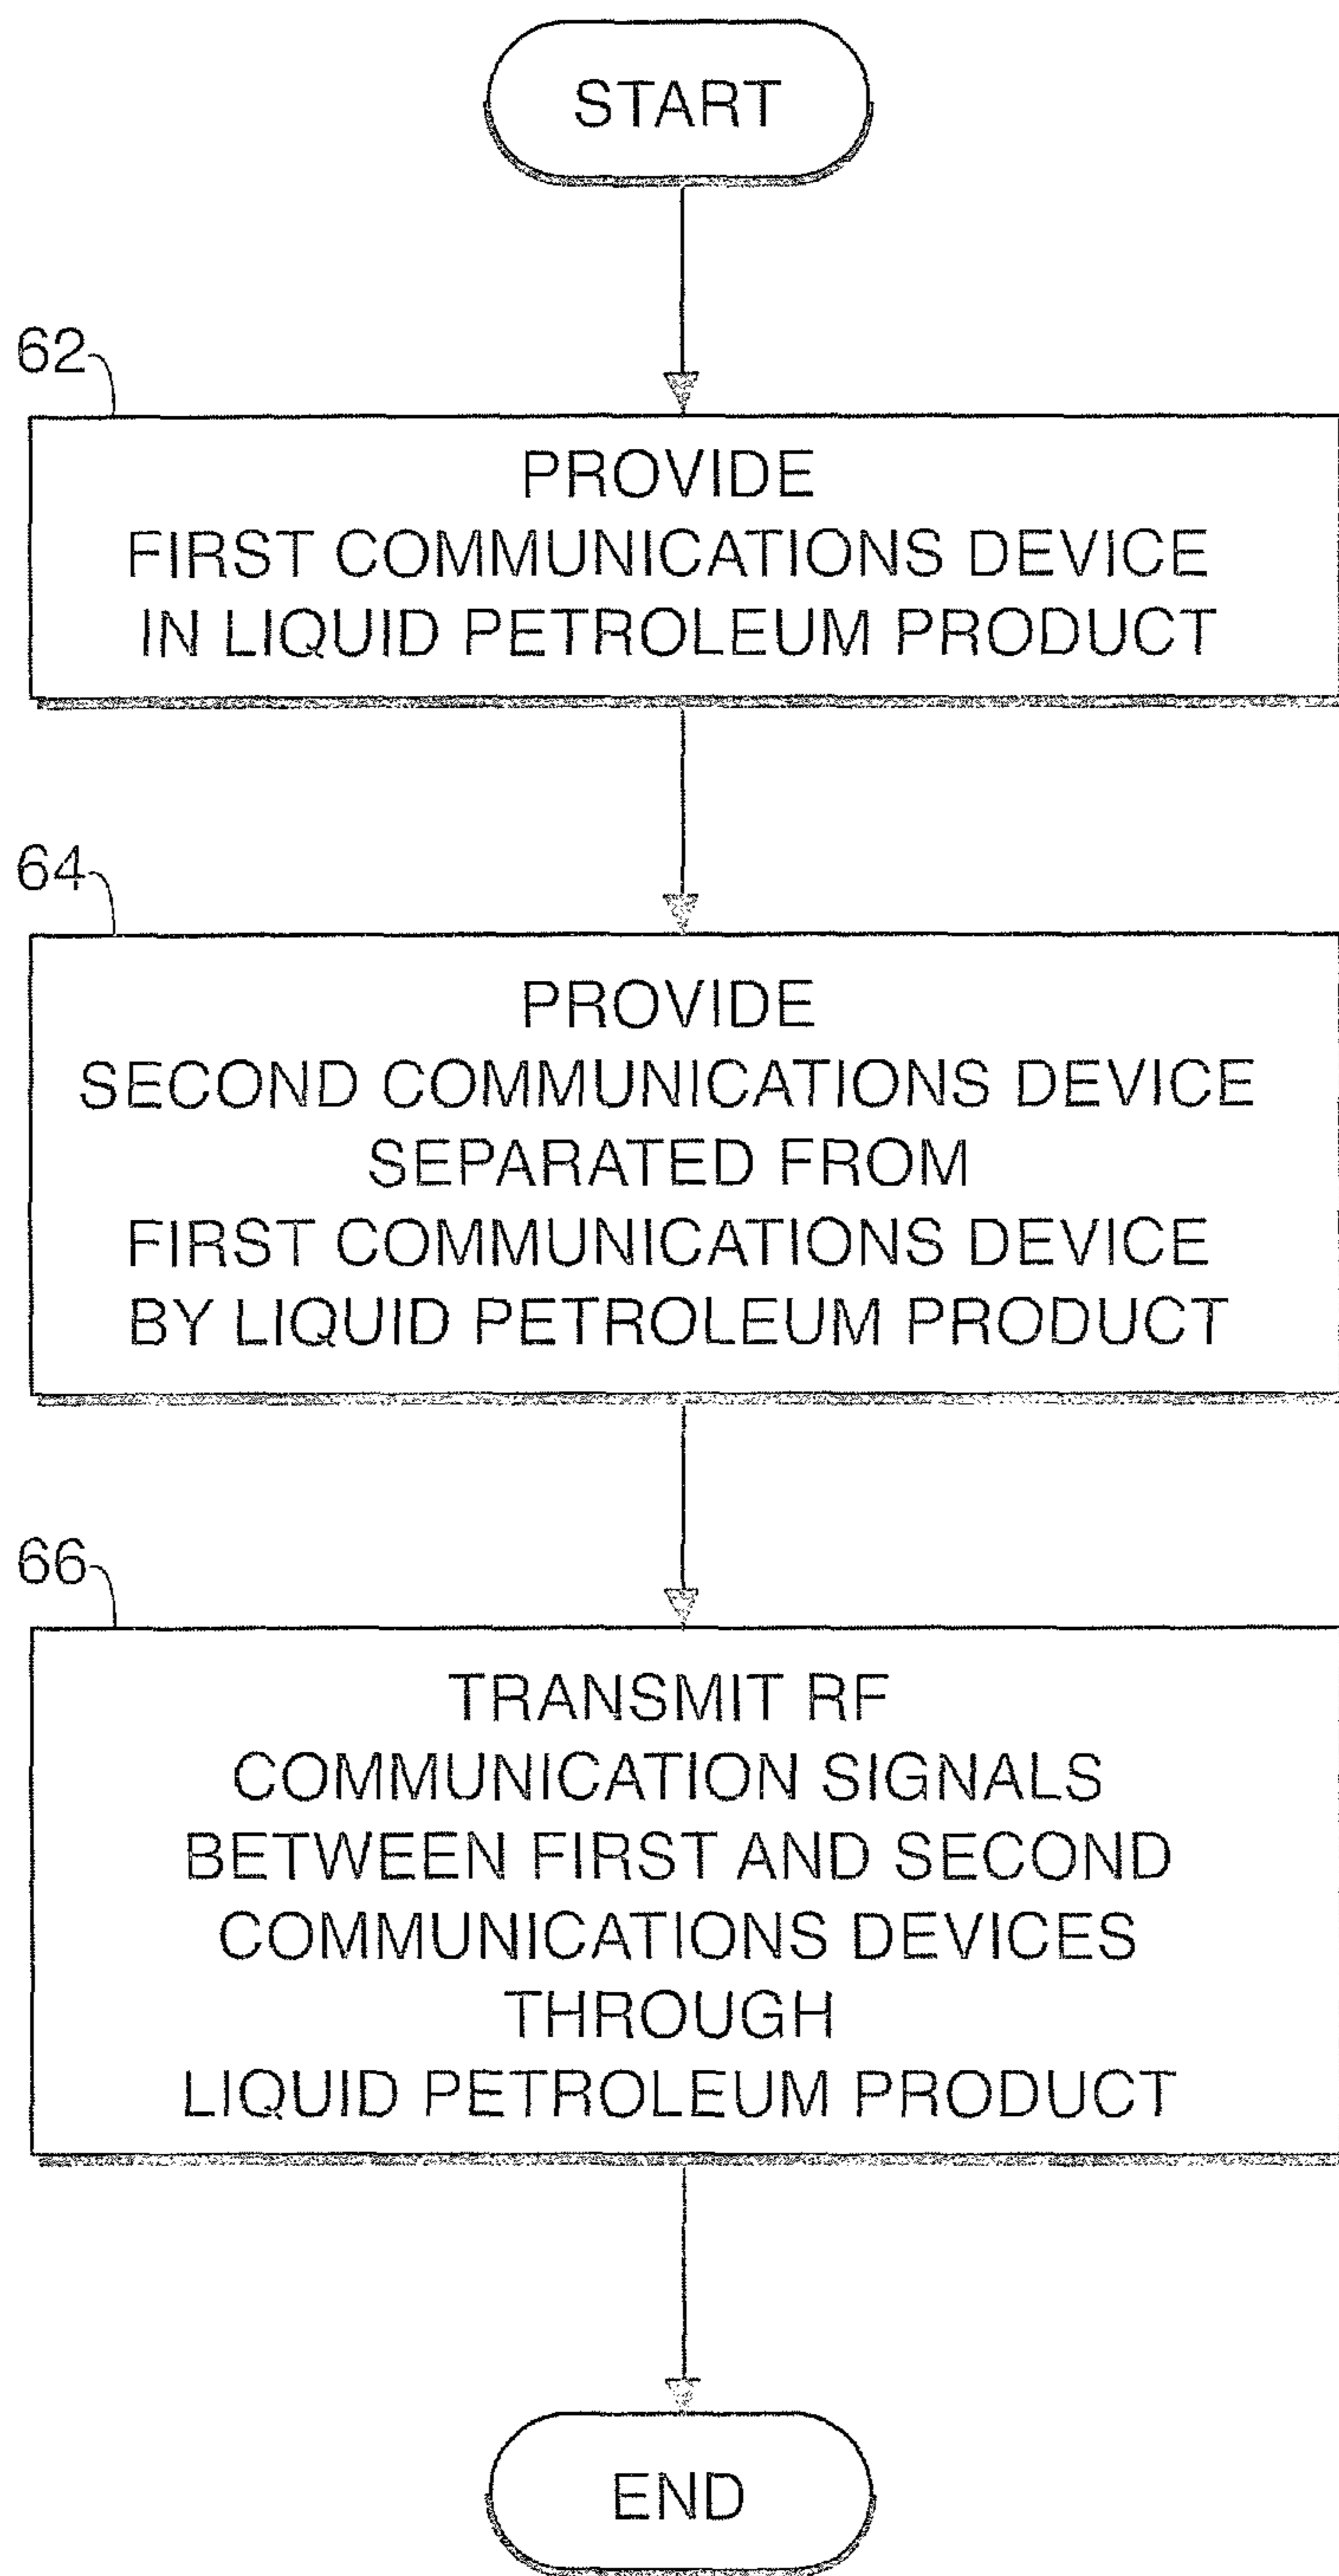 START
62
PROVIDE
FIRST COMMUNICATIONS DEVICE
IN LIQUID PETROLEUM PRODUCT
64
PROVIDE
SECOND COMMUNICATIONS DEVICE
SEPARATED FROM
FIRST COMMUNICATIONS DEVICE
BY LIQUID PETROLEUM PRODUCT
66
TRANSMIT RF
COMMUNICATION SIGNALS
BETWEEN FIRST AND SECOND
COMMUNICATIONS DEVICES
THROUGH
LIQUID PETROLEUM PRODUCT
END